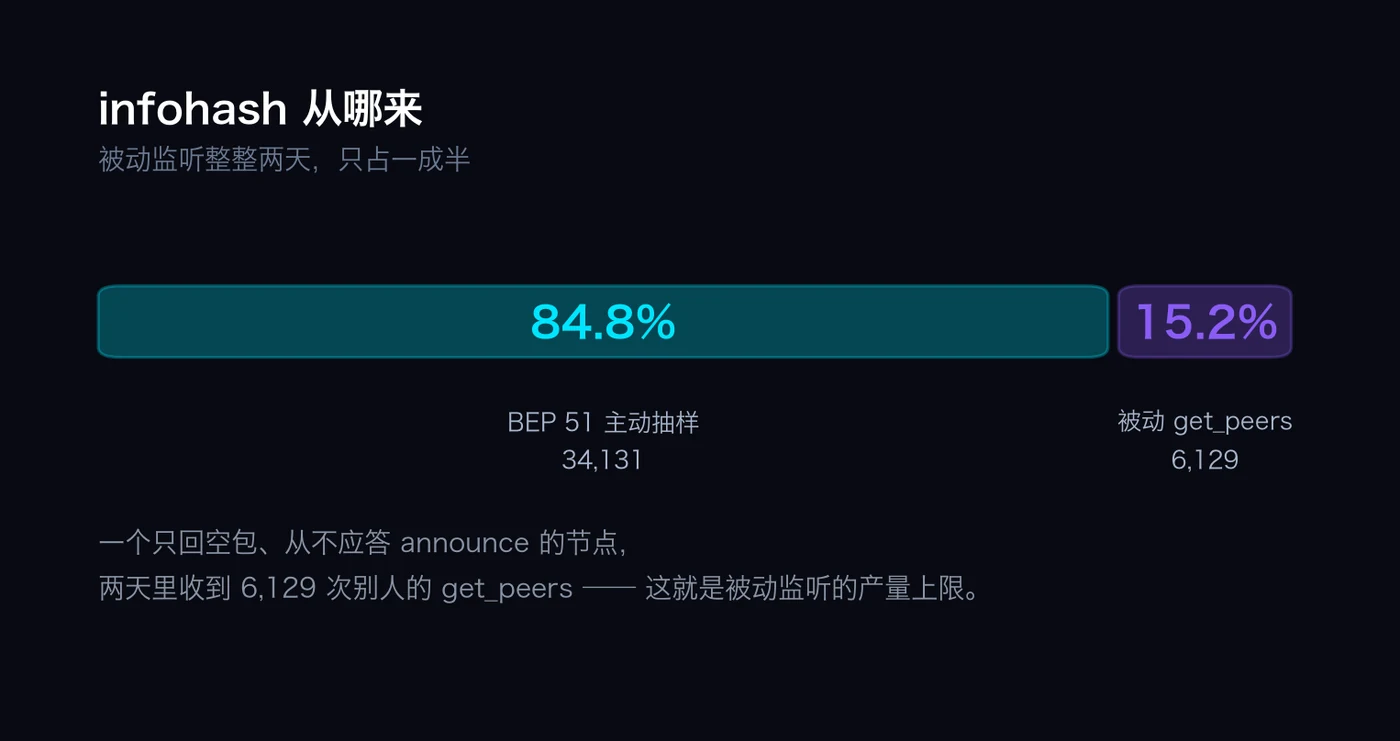 infohash 从哪来
被动监听整整两天，只占一成半
84.8%
15.2%
BEP 51 主动抽样
34,131
被动 get_peers
6,129
一个只回空包、从不应答 announce 的节点，
两天里收到 6,129 次别人的 get_peers —— 这就是被动监听的产量上限。